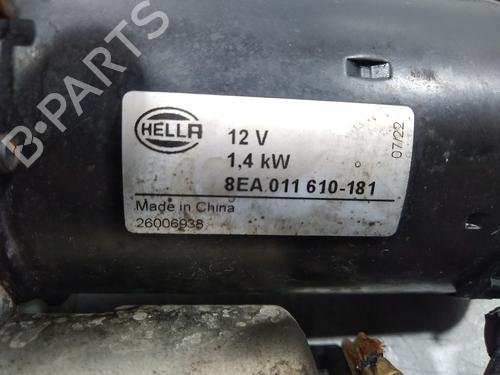 B-PARTS
HELLA
12 V
1,4 kW
8EA 011 610-181
07/22
Made in China
26006938